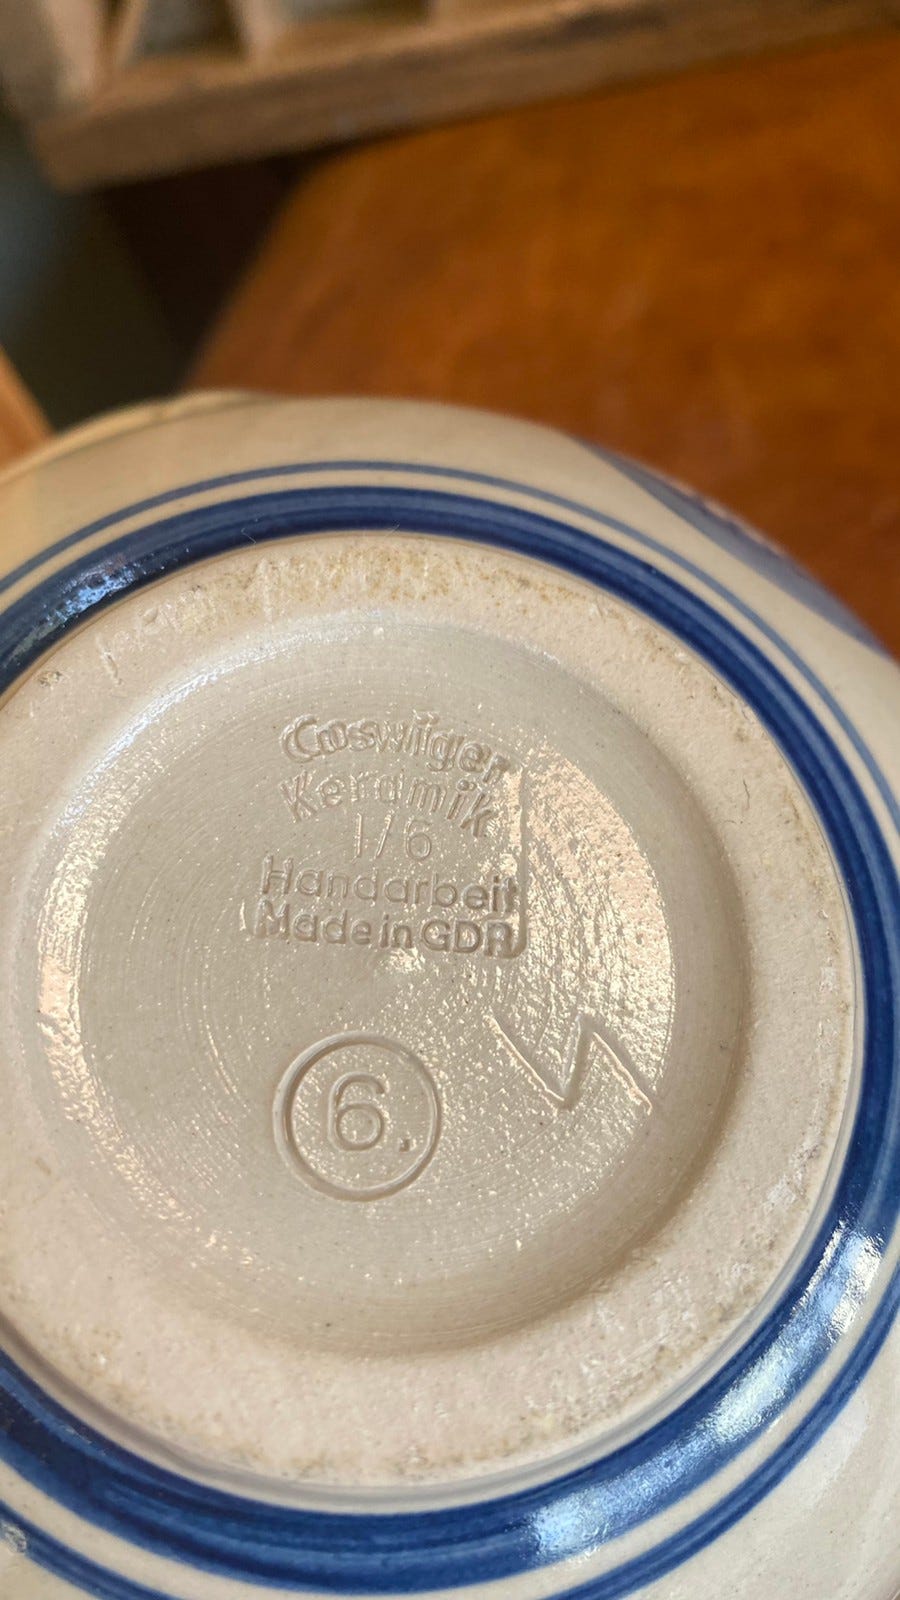 Coswiger
Keramik
1/6
Handarbeit
Made in GDR
6.